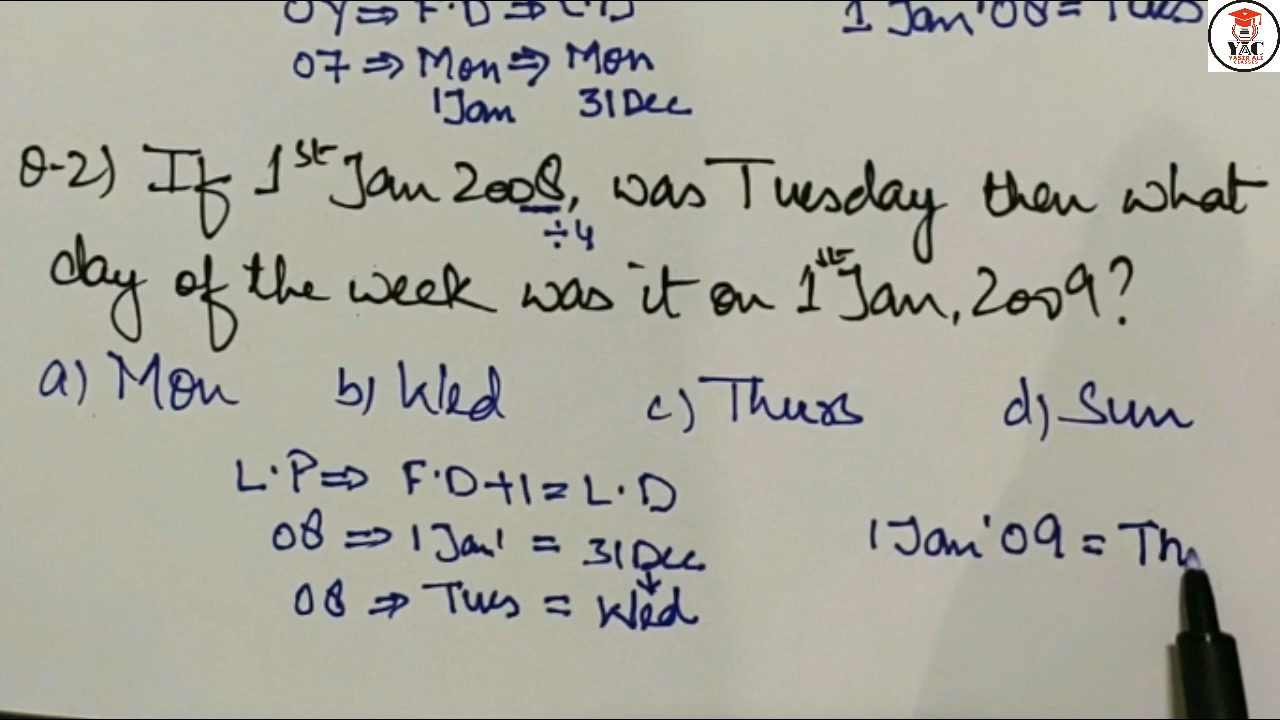 07 ⇒ Mon ⇒ Mon
1 Jan 31 Dec
1 Jan '08 = Tues
YAC
Q-2) If 1st Jan 2008, was Tuesday then what
÷4
day of the week was it on 1st Jan, 2009?
a) Mon b) Wed c) Thurs d) Sun
L.P ⇒ F.D+1 = L.D
08 ⇒ 1 Jan' = 31 Dec
1 Jan '09 = Th
08 ⇒ Tues = Wed